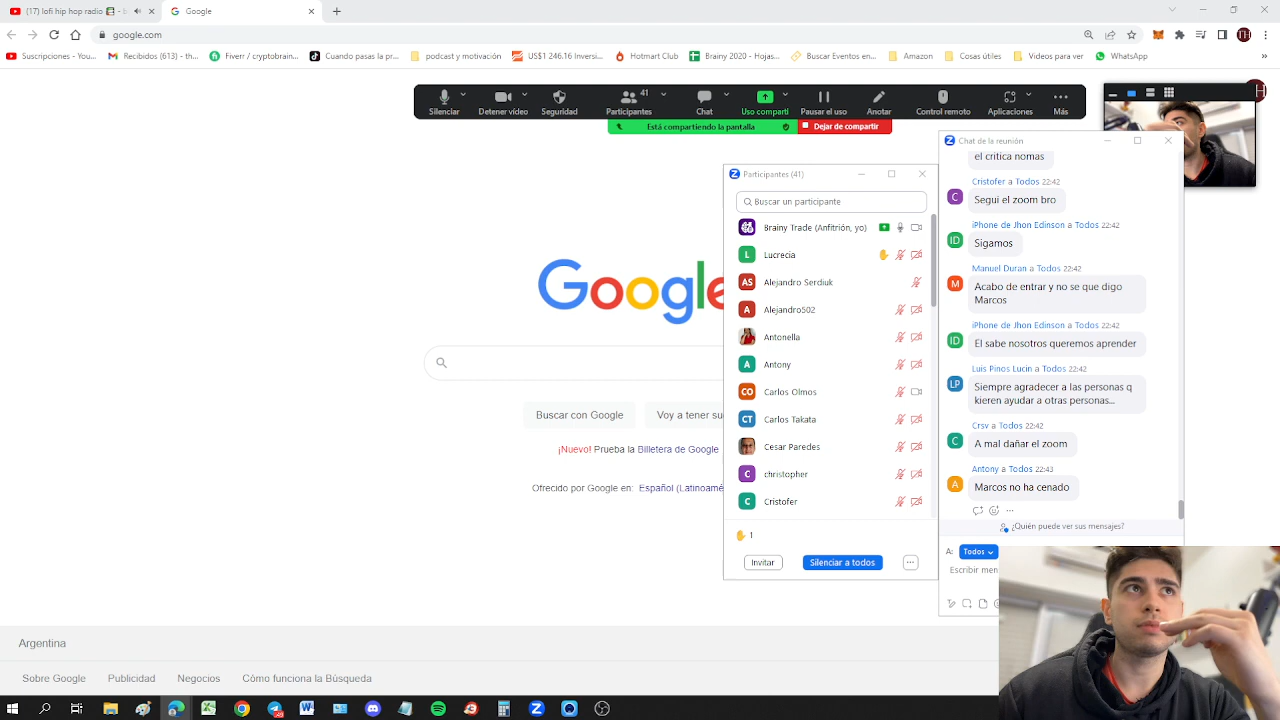 (17) lofi hip hop radio
Google
google.com
Suscripciones - You...
Recibidos (613) - th...
Fiverr / cryptobrain...
Cuando pasas la pr...
podcast y motivación
US$1 246.16 Inversi...
Hotmart Club
Brainy 2020 - Hojas...
Buscar Eventos en...
Amazon
Cosas útiles
Videos para ver
WhatsApp
»
Silenciar
Detener video
Seguridad
41
Participantes
Chat
Uso comparti
Pausar el uso
Anotar
Control remoto
Aplicaciones
Más
Está compartiendo la pantalla
Dejar de compartir
Google
Buscar con Google
Voy a tener su
¡Nuevo! Prueba la Billetera de Google
Ofrecido por Google en: Español (Latinoamé
Argentina
Sobre Google
Publicidad
Negocios
Cómo funciona la Búsqueda
Participantes (41)
Buscar un participante
Brainy Trade (Anfitrión, yo)
L
Lucrecia
AS
Alejandro Serdiuk
A
Alejandro502
Antonella
A
Antony
CO
Carlos Olmos
CT
Carlos Takata
Cesar Paredes
C
christopher
C
Cristofer
1
Invitar
Silenciar a todos
Chat de la reunión
el critica nomas
Cristofer a Todos 22:42
C
Segui el zoom bro
iPhone de Jhon Edinson a Todos 22:42
ID
Sigamos
Manuel Duran a Todos 22:42
M
Acabo de entrar y no se que digo
Marcos
iPhone de Jhon Edinson a Todos 22:42
ID
El sabe nosotros queremos aprender
Luis Pinos Lucin a Todos 22:42
LP
Siempre agradecer a las personas q
kieren ayudar a otras personas...
Crsv a Todos 22:42
C
A mal dañar el zoom
Antony a Todos 22:43
A
Marcos no ha cenado
¿Quién puede ver sus mensajes?
A: Todos
Escribir men